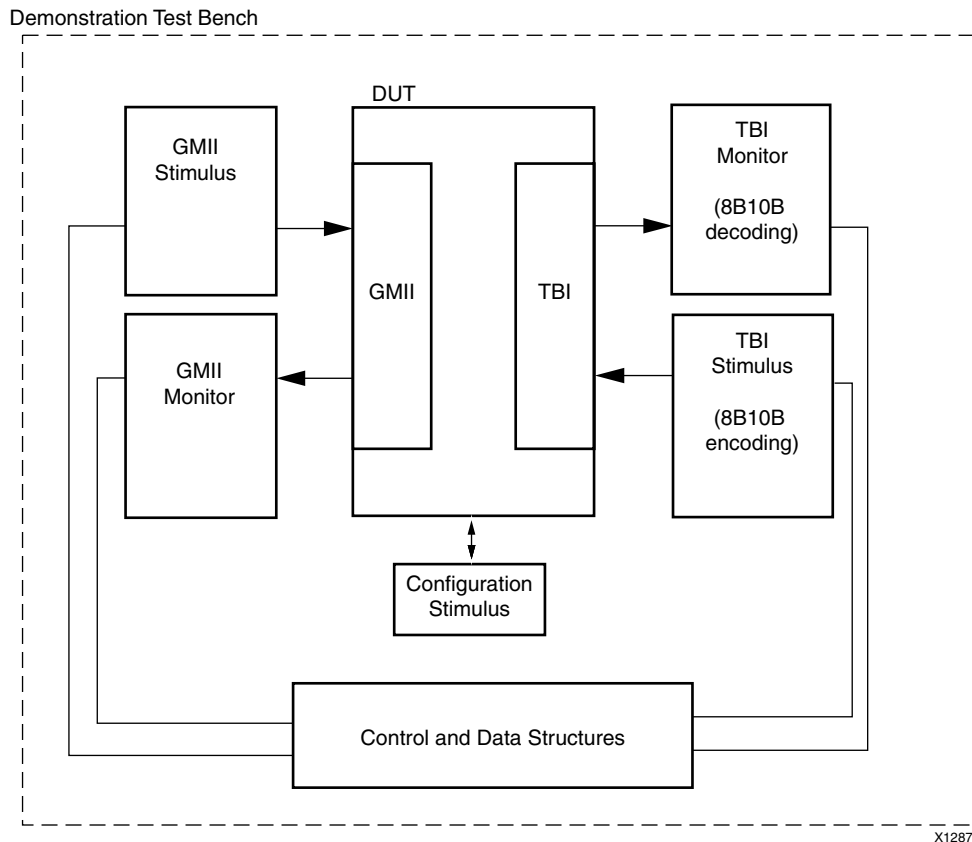 Demonstration Test Bench
DUT
GMII
Stimulus
GMII
Monitor
GMII
TBI
TBI
Monitor
(8B10B
decoding)
TBI
Stimulus
(8B10B
encoding)
Configuration
Stimulus
Control and Data Structures
X1287